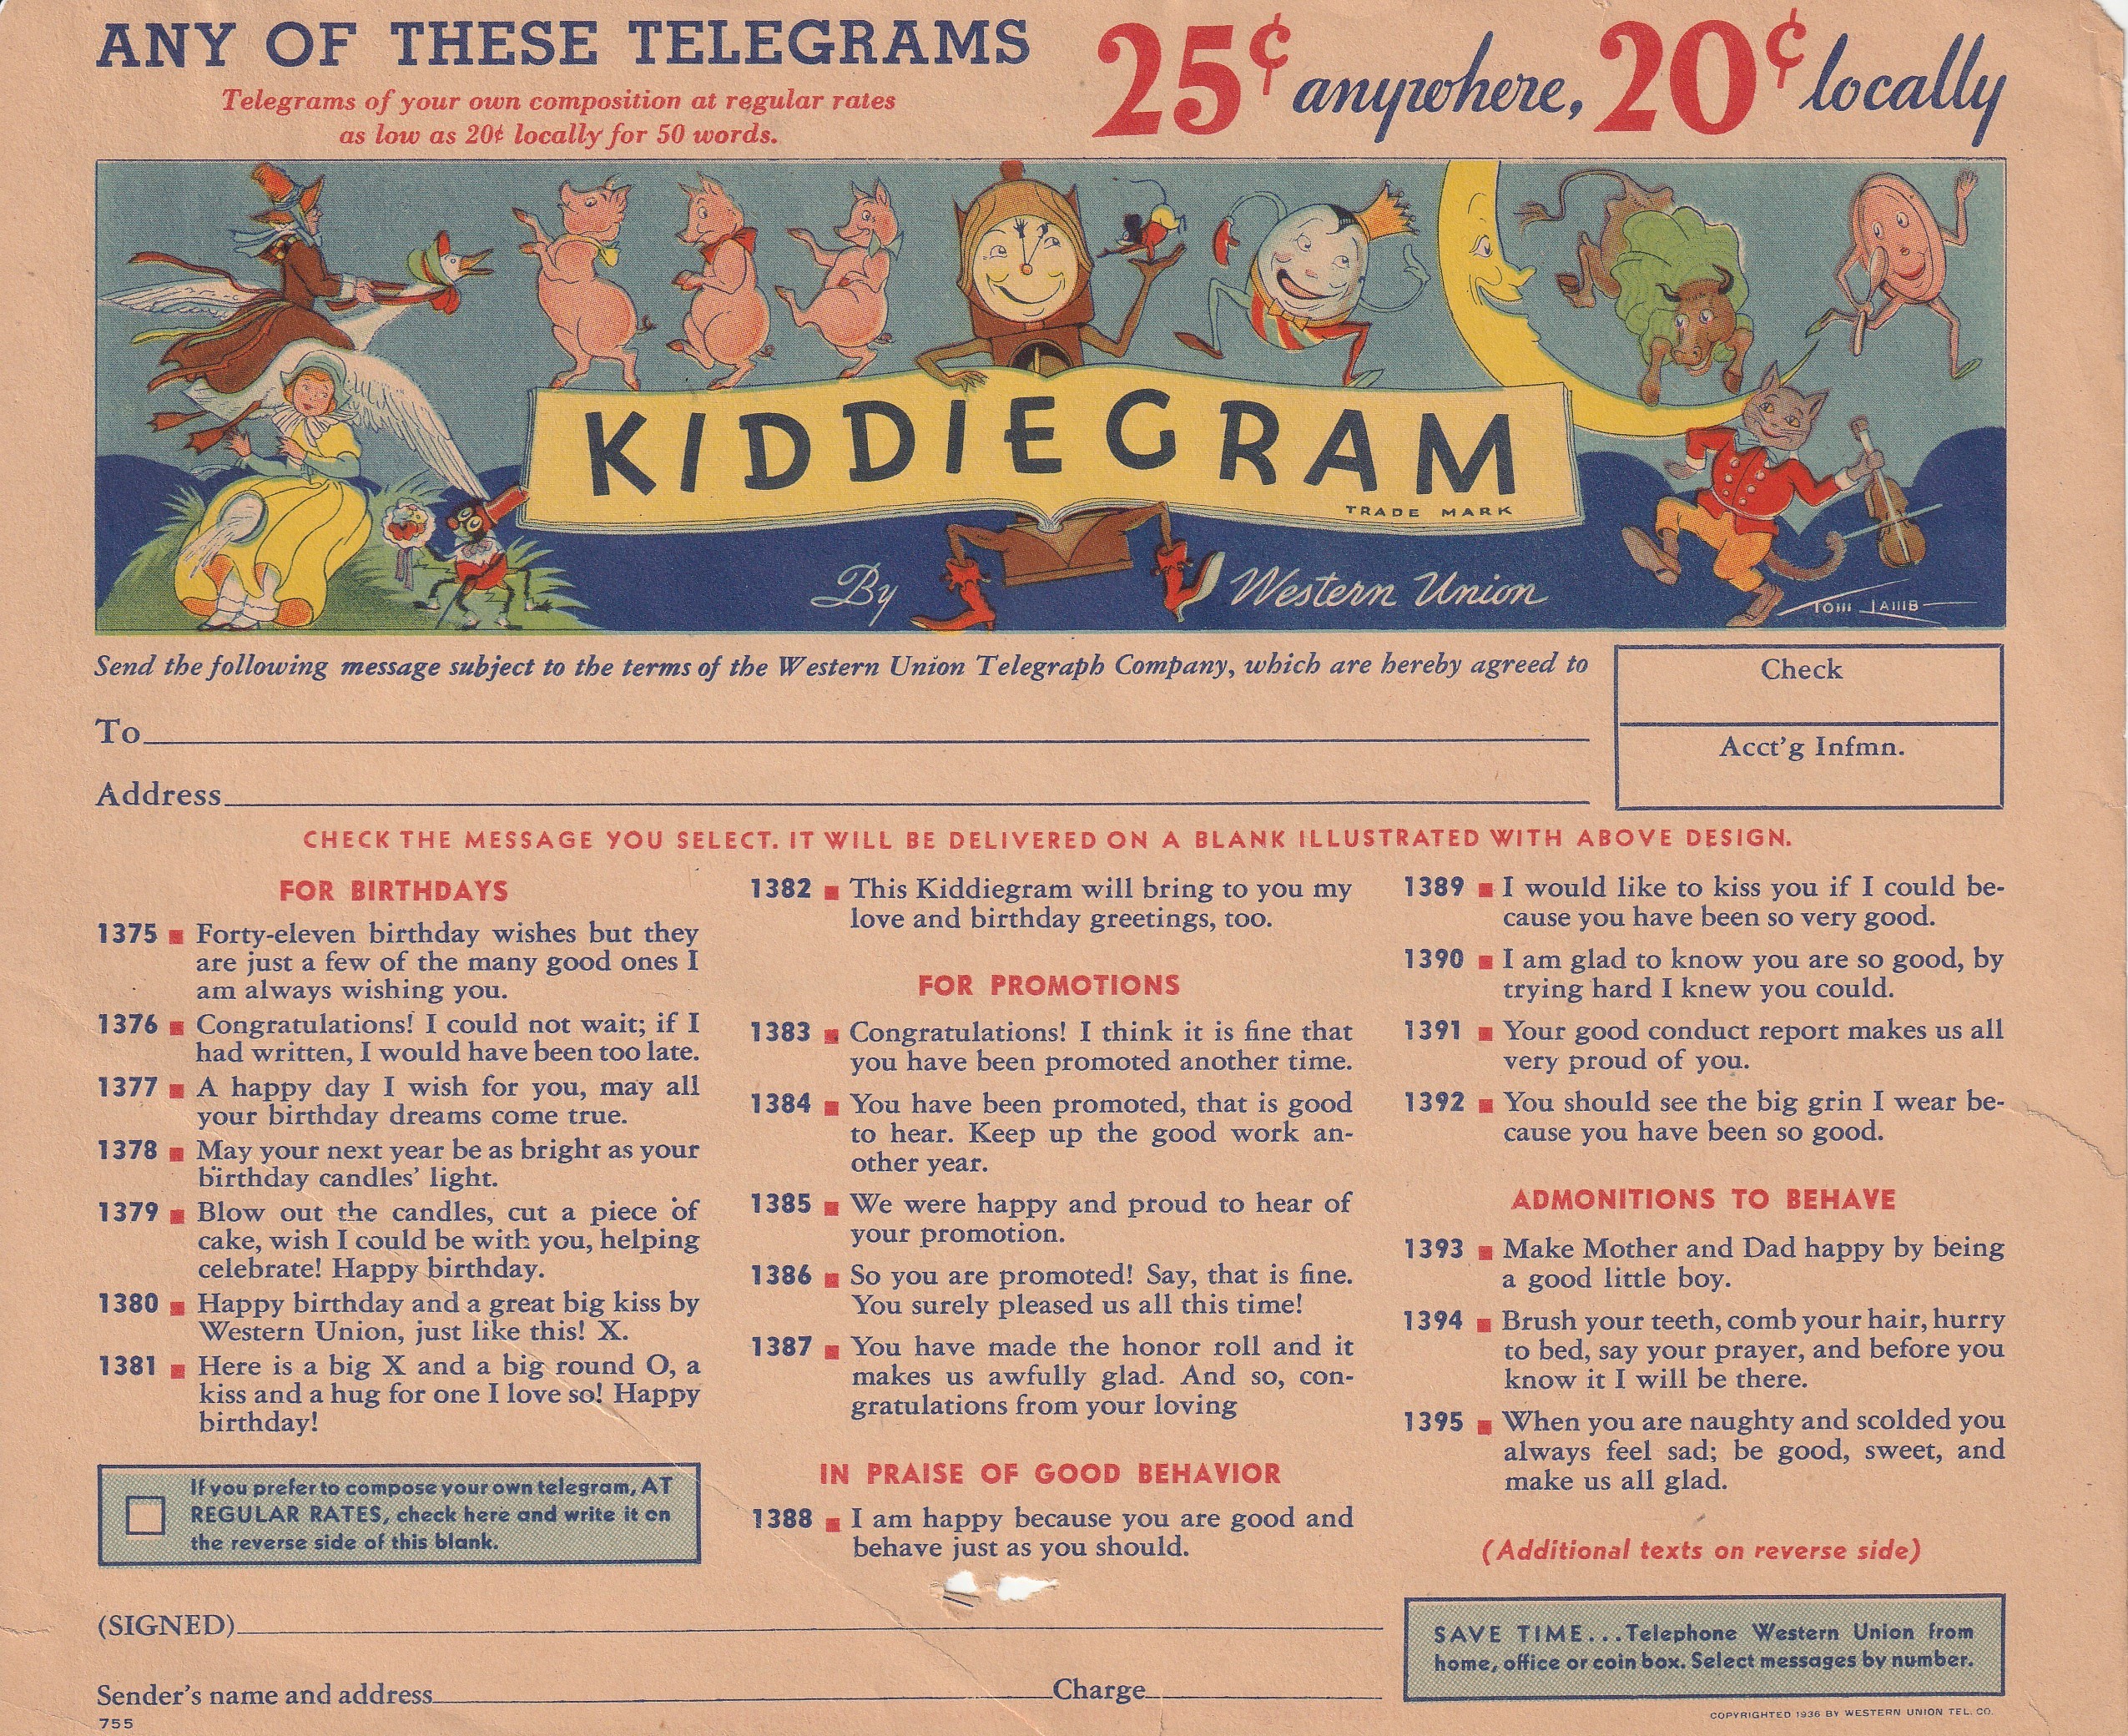 ANY OF THESE TELEGRAMS
Telegrams of your own composition at regular rates
as low as 20¢ locally for 50 words.
25¢ anywhere, 20¢ locally
KIDDIEGRAM
TRADE MARK
By Western Union
TOM LAMB
Send the following message subject to the terms of the Western Union Telegraph Company, which are hereby agreed to
Check
Acct'g Infmn.
To
Address
CHECK THE MESSAGE YOU SELECT. IT WILL BE DELIVERED ON A BLANK ILLUSTRATED WITH ABOVE DESIGN.
FOR BIRTHDAYS
1375 ■ Forty-eleven birthday wishes but they
are just a few of the many good ones I
am always wishing you.
1376 ■ Congratulations! I could not wait; if I
had written, I would have been too late.
1377 ■ A happy day I wish for you, may all
your birthday dreams come true.
1378 ■ May your next year be as bright as your
birthday candles' light.
1379 ■ Blow out the candles, cut a piece of
cake, wish I could be with you, helping
celebrate! Happy birthday.
1380 ■ Happy birthday and a great big kiss by
Western Union, just like this! X.
1381 ■ Here is a big X and a big round O, a
kiss and a hug for one I love so! Happy
birthday!
If you prefer to compose your own telegram, AT
REGULAR RATES, check here and write it on
the reverse side of this blank.
1382 ■ This Kiddiegram will bring to you my
love and birthday greetings, too.
FOR PROMOTIONS
1383 ■ Congratulations! I think it is fine that
you have been promoted another time.
1384 ■ You have been promoted, that is good
to hear. Keep up the good work an-
other year.
1385 ■ We were happy and proud to hear of
your promotion.
1386 ■ So you are promoted! Say, that is fine.
You surely pleased us all this time!
1387 ■ You have made the honor roll and it
makes us awfully glad. And so, con-
gratulations from your loving
IN PRAISE OF GOOD BEHAVIOR
1388 ■ I am happy because you are good and
behave just as you should.
1389 ■ I would like to kiss you if I could be-
cause you have been so very good.
1390 ■ I am glad to know you are so good, by
trying hard I knew you could.
1391 ■ Your good conduct report makes us all
very proud of you.
1392 ■ You should see the big grin I wear be-
cause you have been so good.
ADMONITIONS TO BEHAVE
1393 ■ Make Mother and Dad happy by being
a good little boy.
1394 ■ Brush your teeth, comb your hair, hurry
to bed, say your prayer, and before you
know it I will be there.
1395 ■ When you are naughty and scolded you
always feel sad; be good, sweet, and
make us all glad.
(Additional texts on reverse side)
(SIGNED)
Sender's name and address Charge
SAVE TIME...Telephone Western Union from
home, office or coin box. Select messages by number.
755
COPYRIGHTED 1936 BY WESTERN UNION TEL. CO.